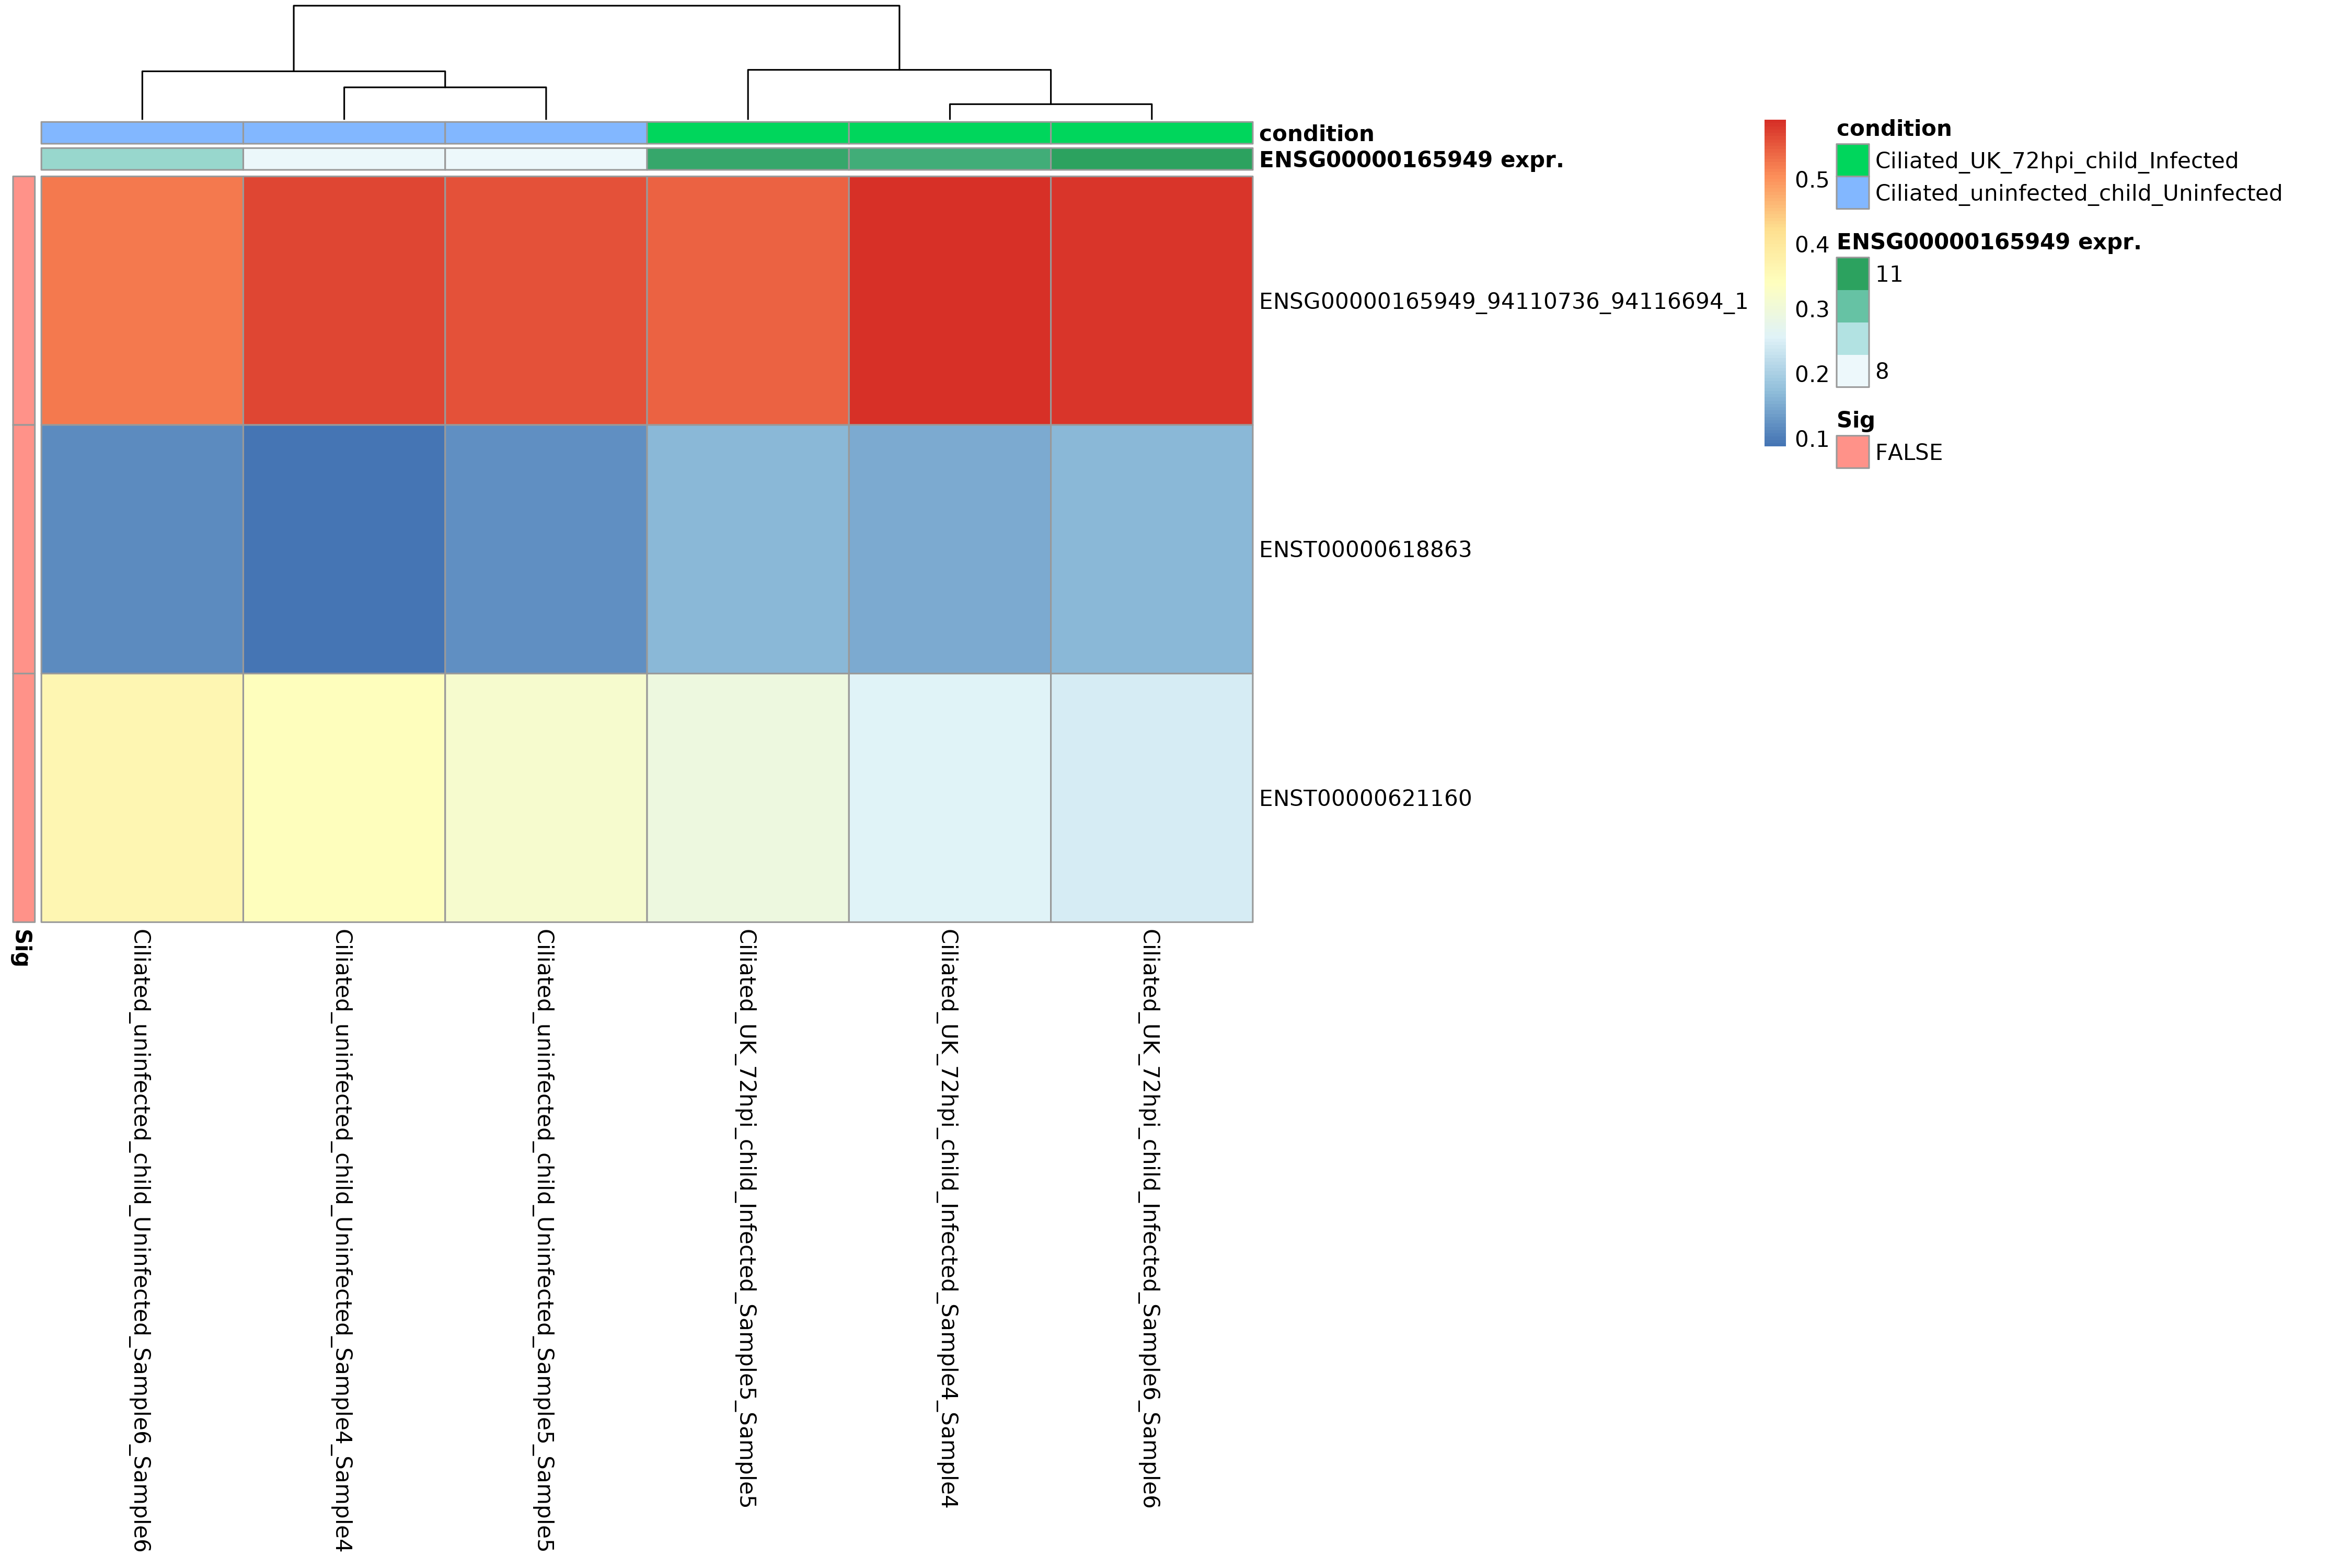 condition
ENSG00000165949 expr.
ENSG00000165949_94110736_94116694_1
ENST00000618863
ENST00000621160
Sig
Ciliated_uninfected_child_Uninfected_Sample6_Sample6
Ciliated_uninfected_child_Uninfected_Sample4_Sample4
Ciliated_uninfected_child_Uninfected_Sample5_Sample5
Ciliated_UK_72hpi_child_Infected_Sample5_Sample5
Ciliated_UK_72hpi_child_Infected_Sample4_Sample4
Ciliated_UK_72hpi_child_Infected_Sample6_Sample6
0.5
0.4
0.3
0.2
0.1
condition
Ciliated_UK_72hpi_child_Infected
Ciliated_uninfected_child_Uninfected
ENSG00000165949 expr.
11
8
Sig
FALSE